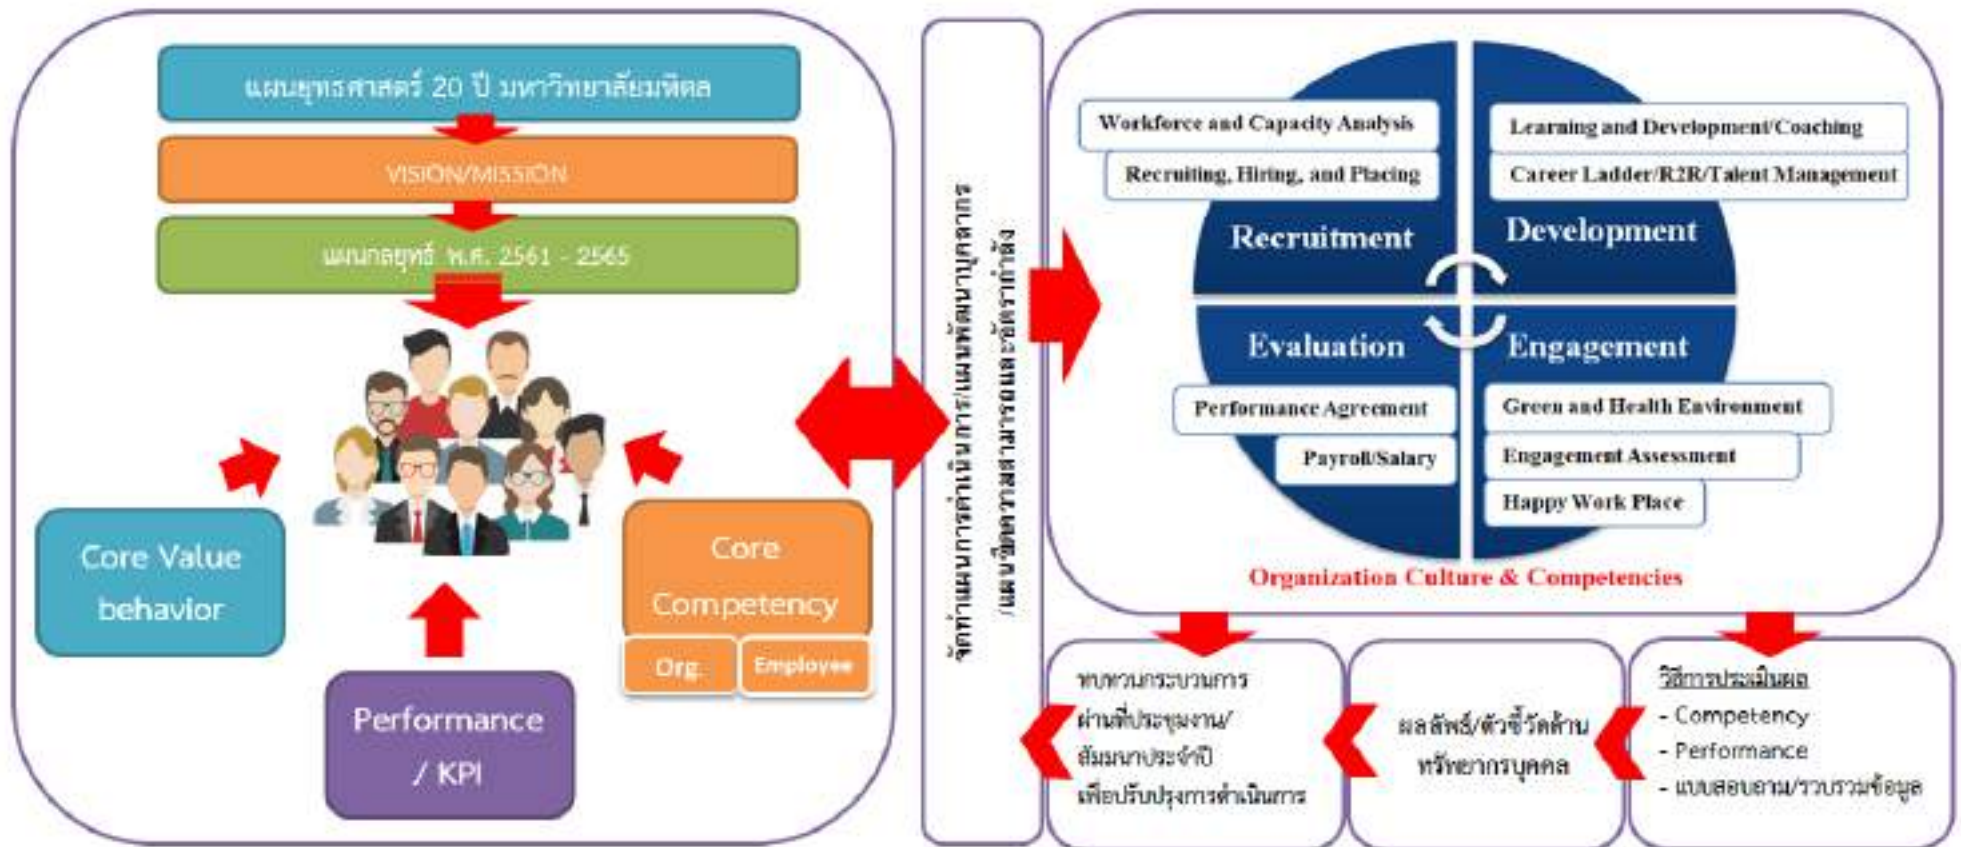 แผนยุทธศาสตร์ 20 ปี มหาวิทยาลัยมหิดล
VISION/MISSION
แผนกลยุทธ์ พ.ศ. 2561 - 2565
Core Value
behavior
Performance
/ KPI
Core
Competency
Org.
Employee
Workforce and Capacity Analysis
Recruiting, Hiring, and Placing
Recruitment
Learning and Development/Coaching
Career Ladder/R2R/Talent Management
Development
Evaluation
Performance Agreement
Payroll/Salary
Engagement
Green and Health Environment
Engagement Assessment
Happy Work Place
Organization Culture & Competencies
ทบทวนกระบวนการ
ผ่านที่ประชุมงาน/
สัมมนาประจำปี
เพื่อปรับปรุงการดำเนินการ
ผลลัพธ์/ตัวชี้วัดด้าน
ทรัพยากรบุคคล
วิธีการประเมินผล
- Competency
- Performance
- แบบสอบถาม/รวบรวมข้อมูล